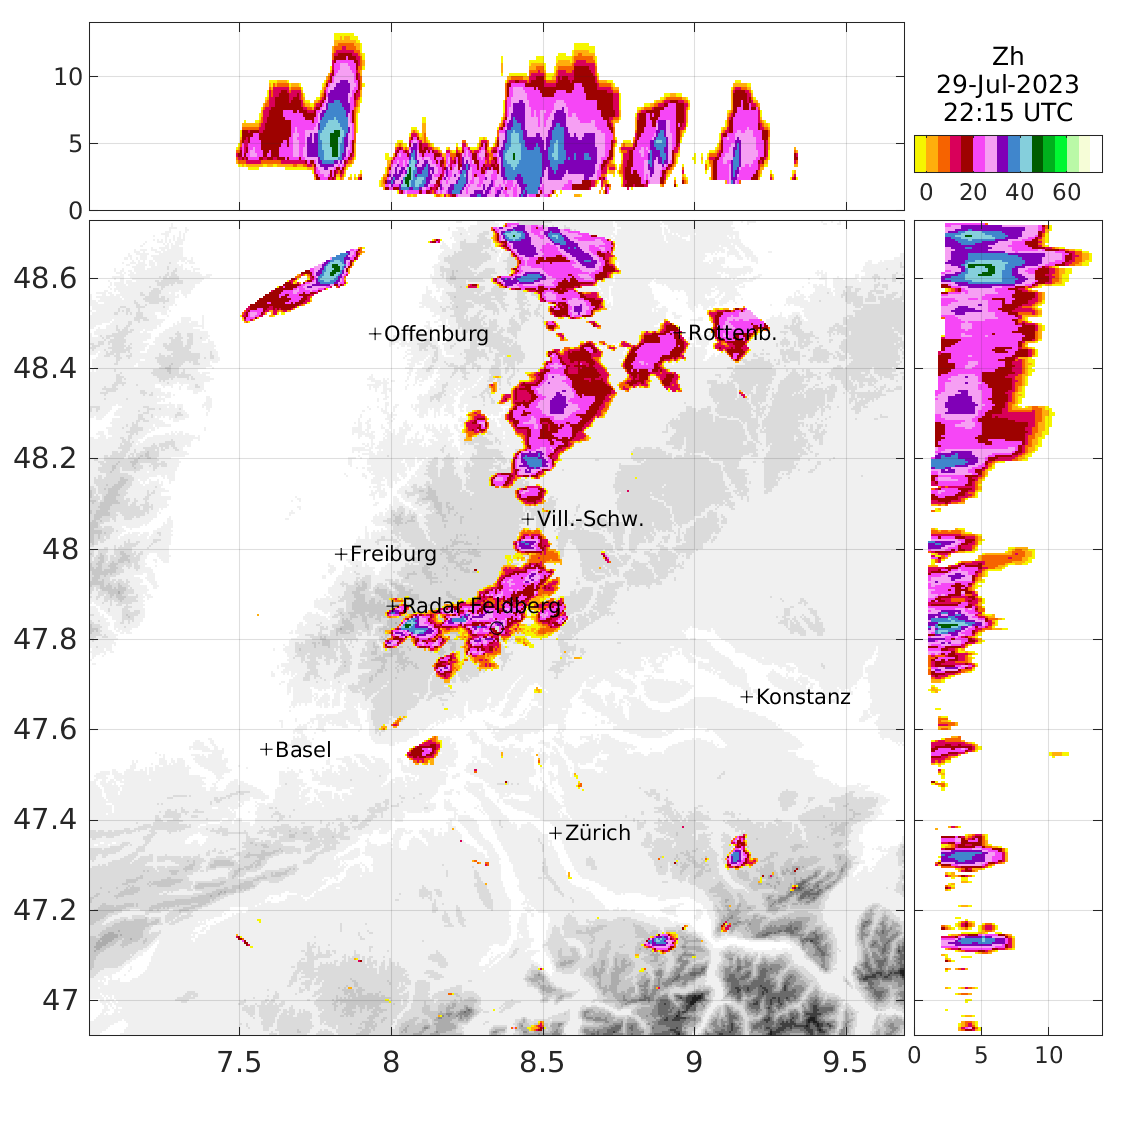 10
5
0
Zh
29-Jul-2023
22:15 UTC
0 20 40 60
48.6
48.4
48.2
48
47.8
47.6
47.4
47.2
47
+Offenburg
+Rottenb.
+Vill.-Schw.
+Freiburg
+Radar Feldberg
+Konstanz
+Basel
+Zürich
7.5 8 8.5 9 9.5
0 5 10